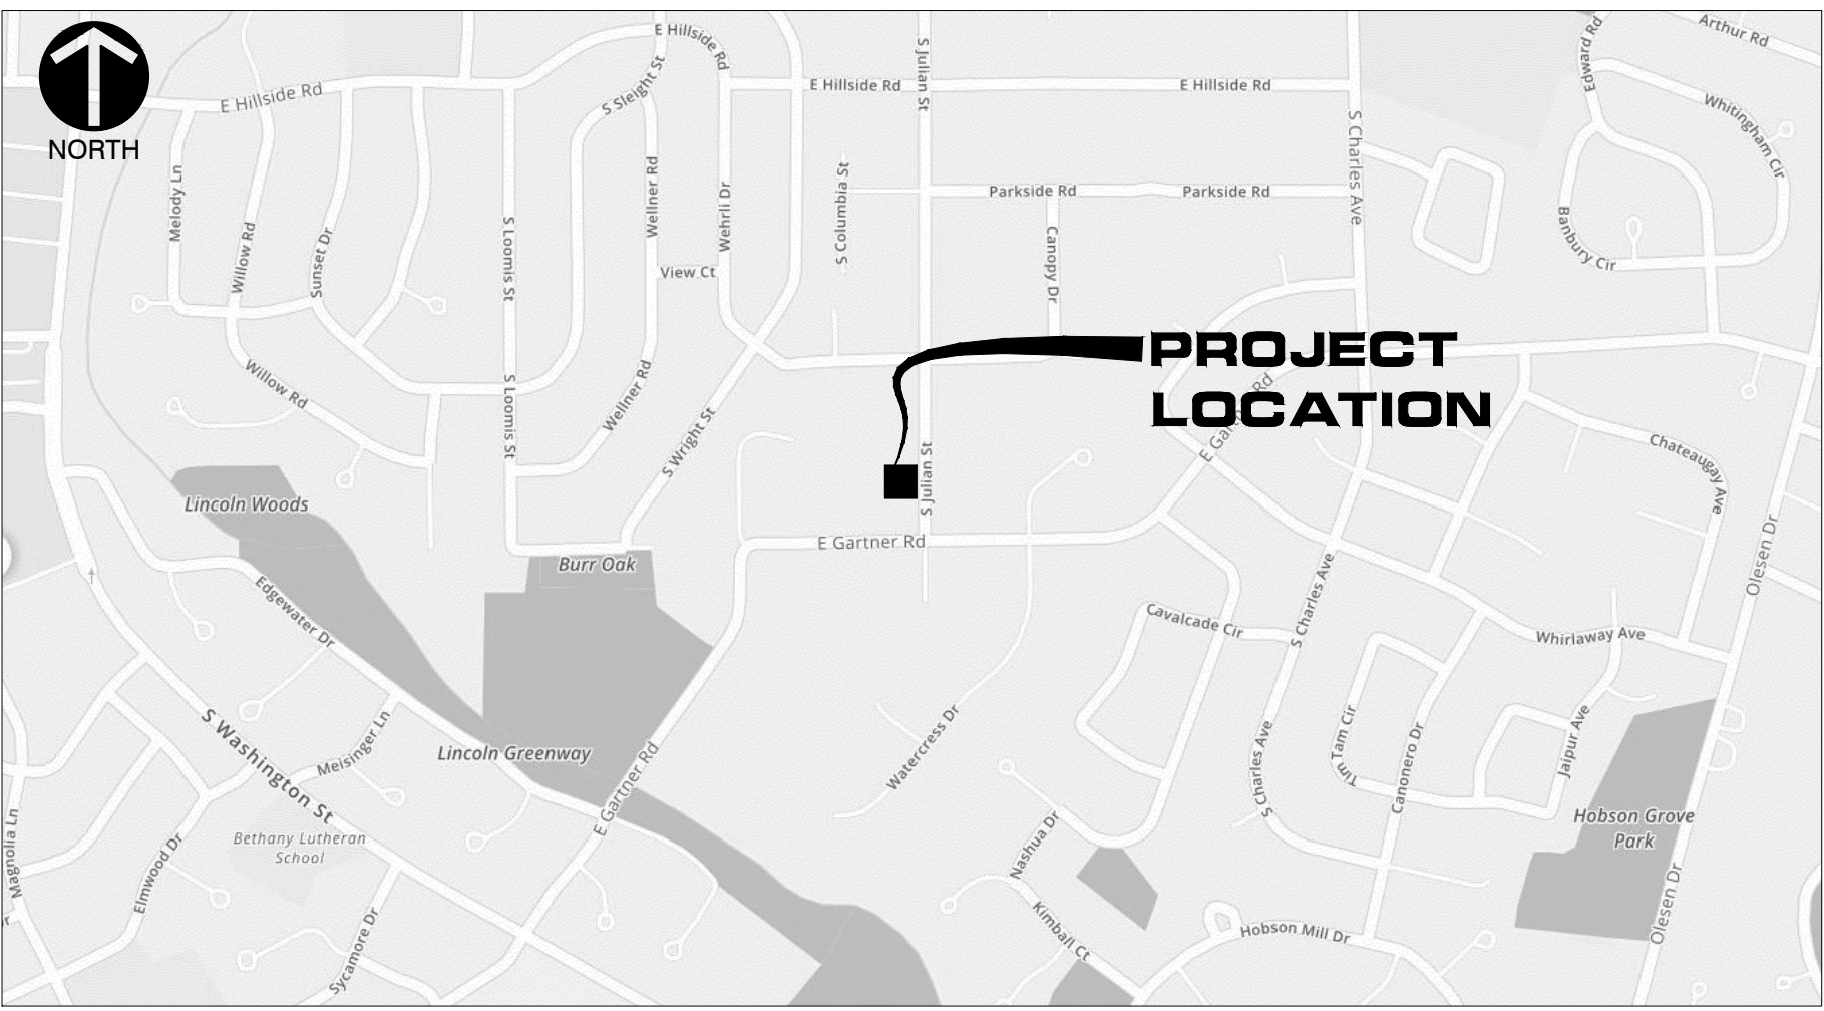 NORTH
E Hillside Rd
E Hillside Rd
E Hillside Rd
E Hillside Rd
S Sleight St
S Julian St
Edward Rd
Arthur Rd
Whitingham Cir
Banbury Cir
S Charles Ave
Melody Ln
Willow Rd
Sunset Dr
S Loomis St
Wellner Rd
Wehrli Dr
View Ct
S Columbia St
Parkside Rd
Parkside Rd
Canopy Dr
PROJECT
LOCATION
Willow Rd
S Loomis St
Wellner Rd
S Wright St
S Julian St
E Gartner Rd
Chateaugay Ave
Lincoln Woods
Burr Oak
E Gartner Rd
Olesen Dr
Edgewater Dr
Cavalcade Cir
S Charles Ave
Whirlaway Ave
S Washington St
Meisinger Ln
Lincoln Greenway
E Gartner Rd
Watercress Dr
S Charles Ave
Tim Tam Cir
Canonero Dr
Jaipur Ave
Hobson Grove
Park
Magnolia Ln
Elmwood Dr
Bethany Lutheran
School
Sycamore Dr
Nashua Dr
Kimball Ct
Hobson Mill Dr
Olesen Dr